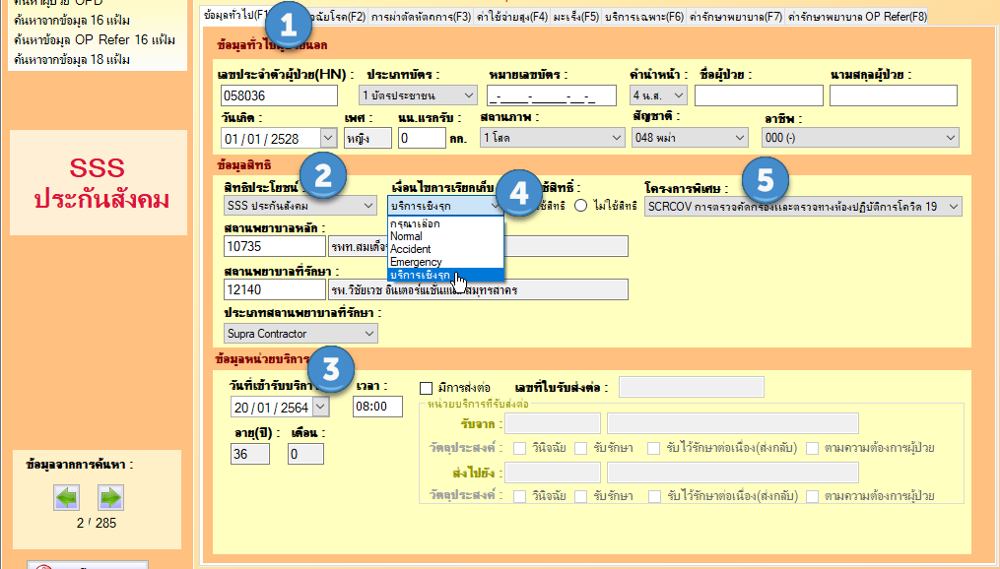 ค้นหาผู้ป่วย OPD
ค้นหาจากข้อมูล 16 แฟ้ม
ค้นหาข้อมูล OP Refer 16 แฟ้ม
ค้นหาจากข้อมูล 18 แฟ้ม
SSS
ประกันสังคม
ข้อมูลจากการค้นหา :
2 / 285
ข้อมูลทั่วไป(F1 1 ฉัยโรค(F2) การผ่าตัดหัตถการ(F3) ค่าใช้จ่ายสูง(F4) มะเร็ง(F5) บริการเฉพาะ(F6) ค่ารักษาพยาบาล(F7) ค่ารักษาพยาบาล OP Refer(F8)
ข้อมูลทั่วไปผู้ ยนอก
เลขประจำตัวผู้ป่วย(HN) : ประเภทบัตร : หมายเลขบัตร : คำนำหน้า : ชื่อผู้ป่วย : นามสกุลผู้ป่วย :
058036 1 บัตรประชาชน _-____-_____-__-_ 4 น.ส.
วันเกิด : เพศ : นน.แรกรับ : สถานภาพ : สัญชาติ : อาชีพ :
01/01/2528 หญิง 0 กก. 1 โสด 048 พม่า 000 (-)
ข้อมูลสิทธิ
สิทธิประโยชน์ 2 เงื่อนไขการเรียกเก็บ 4 ใช้สิทธิ์ : โครงการพิเศษ : 5
SSS ประกันสังคม บริการเชิงรุก ใช้สิทธิ ไม่ใช้สิทธิ SCRCOV การตรวจคัดกรองและตรวจทางห้องปฏิบัติการโควิด 19
กรุณาเลือก
Normal
Accident
Emergency
บริการเชิงรุก
สถานพยาบาลหลัก :
10735 รพท.สมเด็จ
สถานพยาบาลที่รักษา :
12140 รพ.วิชัยเวช อินเตอร์เนชั่นแนล สมุทรสาคร
ประเภทสถานพยาบาลที่รักษา :
Supra Contractor
ข้อมูลหน่วยบริการ 3
วันที่เข้ารับบริกา เวลา : มีการส่งต่อ เลขที่ใบรับส่งต่อ :
20/01/2564 08:00
หน่วยบริการที่รับส่งต่อ
อายุ(ปี) : เดือน :
36 0
รับจาก :
วัตถุประสงค์ : วินิจฉัย รับรักษา รับไว้รักษาต่อเนื่อง(ส่งกลับ) ตามความต้องการผู้ป่วย
ส่งไปยัง :
วัตถุประสงค์ : วินิจฉัย รับรักษา รับไว้รักษาต่อเนื่อง(ส่งกลับ) ตามความต้องการผู้ป่วย